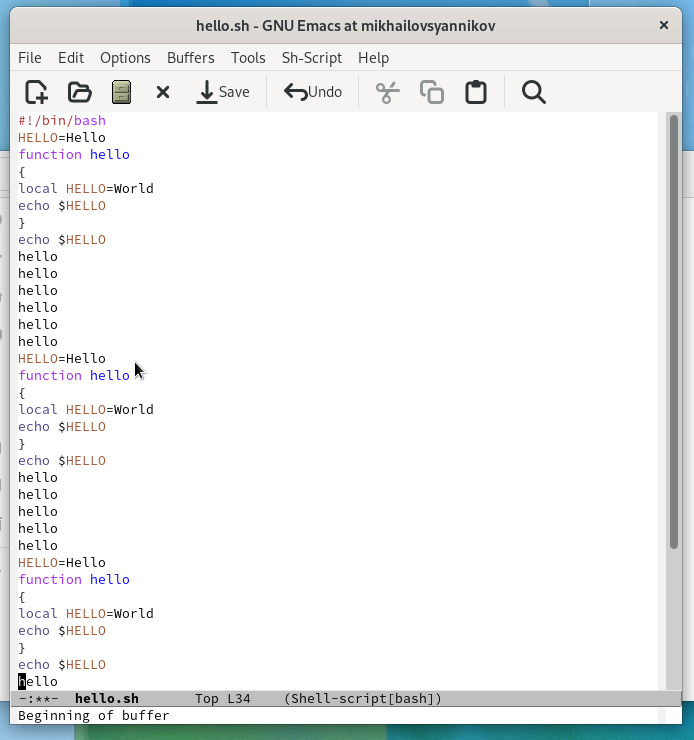 hello.sh - GNU Emacs at mikhailovsyannikov
File Edit Options Buffers Tools Sh-Script Help
Save Undo
#!/bin/bash
HELLO=Hello
function hello
{
local HELLO=World
echo $HELLO
}
echo $HELLO
hello
hello
hello
hello
hello
hello
HELLO=Hello
function hello
{
local HELLO=World
echo $HELLO
}
echo $HELLO
hello
hello
hello
hello
hello
HELLO=Hello
function hello
{
local HELLO=World
echo $HELLO
}
echo $HELLO
hello
-:**- hello.sh Top L34 (Shell-script[bash])
Beginning of buffer